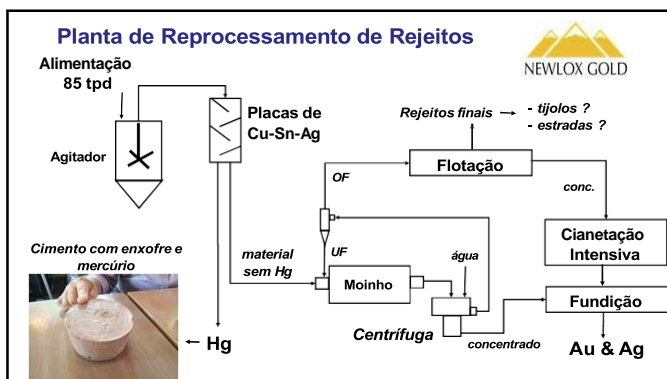 Planta de Reprocessamento de Rejeitos
NEWLOX GOLD
Alimentação
85 tpd
Agitador
Placas de
Cu-Sn-Ag
Rejeitos finais
- tijolos ?
- estradas ?
Flotação
OF
conc.
Cianetação
Intensiva
UF
água
material
sem Hg
Moinho
Centrífuga
concentrado
Fundição
Au & Ag
Cimento com enxofre e
mercúrio
Hg